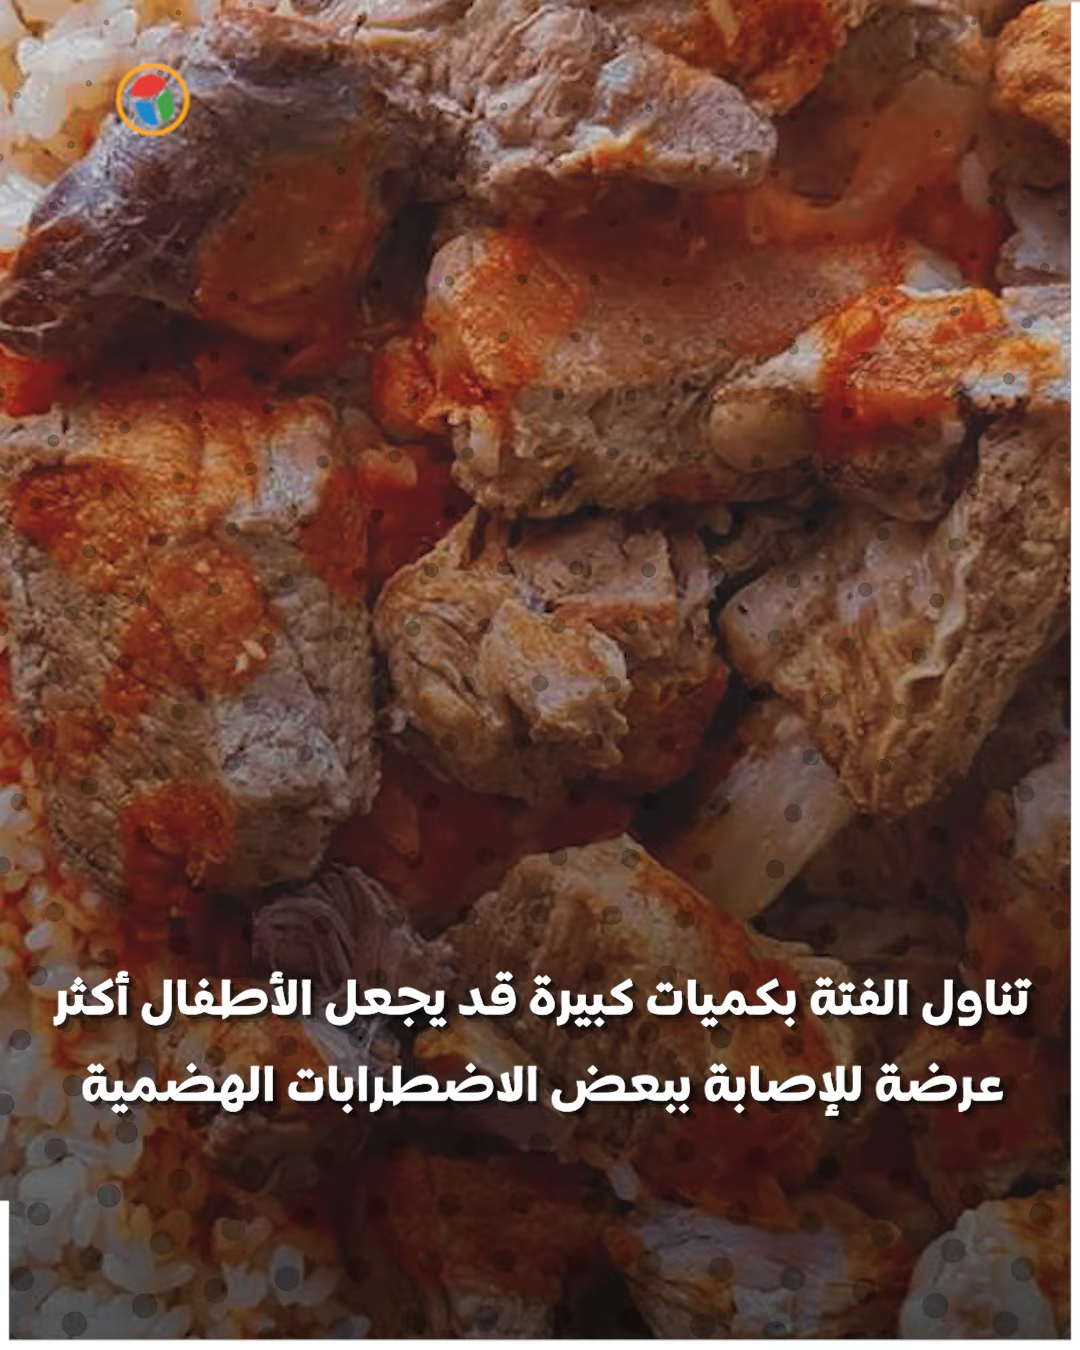 تناول الفتة بكميات كبيرة قد يجعل الأطفال أكثر
عرضة للإصابة ببعض الاضطرابات الهضمية